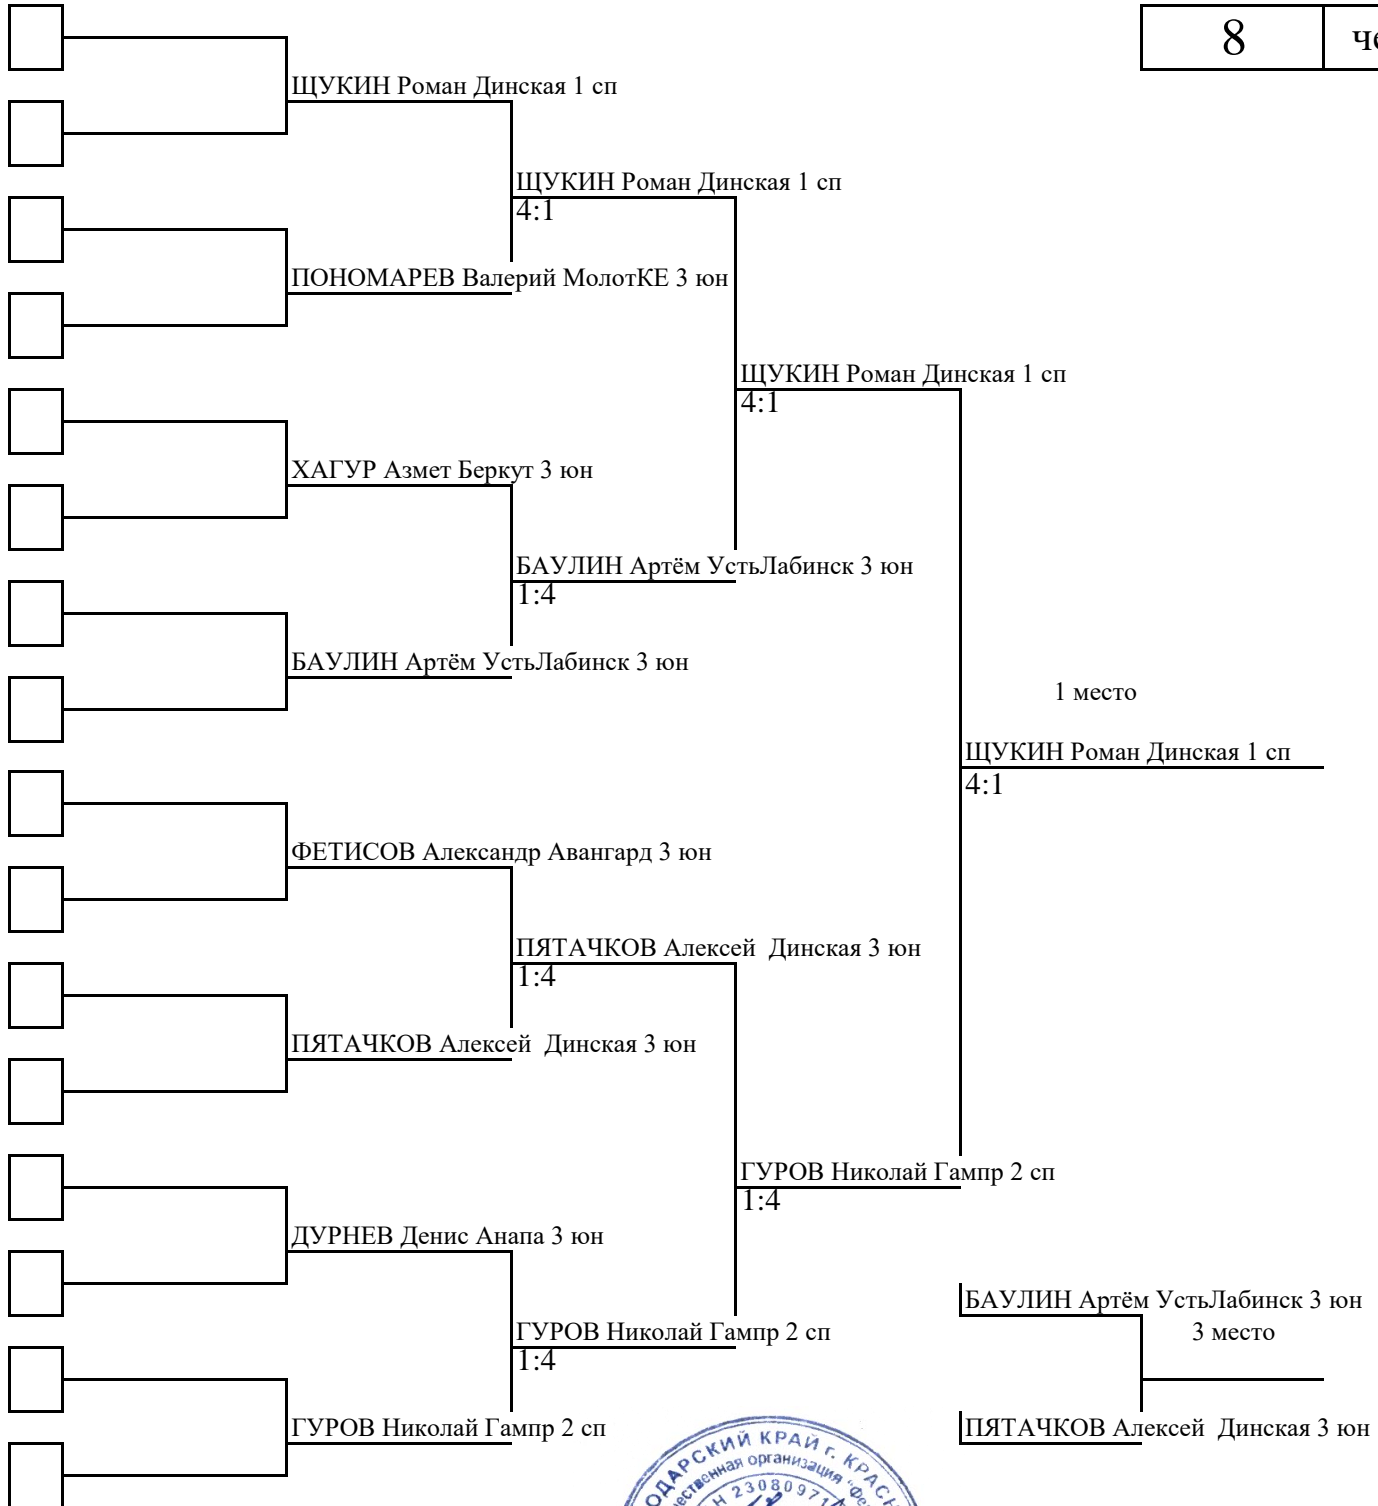 8
ЩУКИН Роман Динская 1 сп
ЩУКИН Роман Динская 1 сп
4:1
ПОНОМАРЕВ Валерий МолотКЕ 3 юн
ЩУКИН Роман Динская 1 сп
4:1
ХАГУР Азмет Беркут 3 юн
БАУЛИН Артём УстьЛабинск 3 юн
1:4
БАУЛИН Артём УстьЛабинск 3 юн
1 место
ЩУКИН Роман Динская 1 сп
4:1
ФЕТИСОВ Александр Авангард 3 юн
ПЯТАЧКОВ Алексей Динская 3 юн
1:4
ПЯТАЧКОВ Алексей Динская 3 юн
ГУРОВ Николай Гампр 2 сп
1:4
ДУРНЕВ Денис Анапа 3 юн
БАУЛИН Артём УстьЛабинск 3 юн
ГУРОВ Николай Гампр 2 сп
3 место
1:4
ГУРОВ Николай Гампр 2 сп
ПЯТАЧКОВ Алексей Динская 3 юн
КРАЙ г.
организация